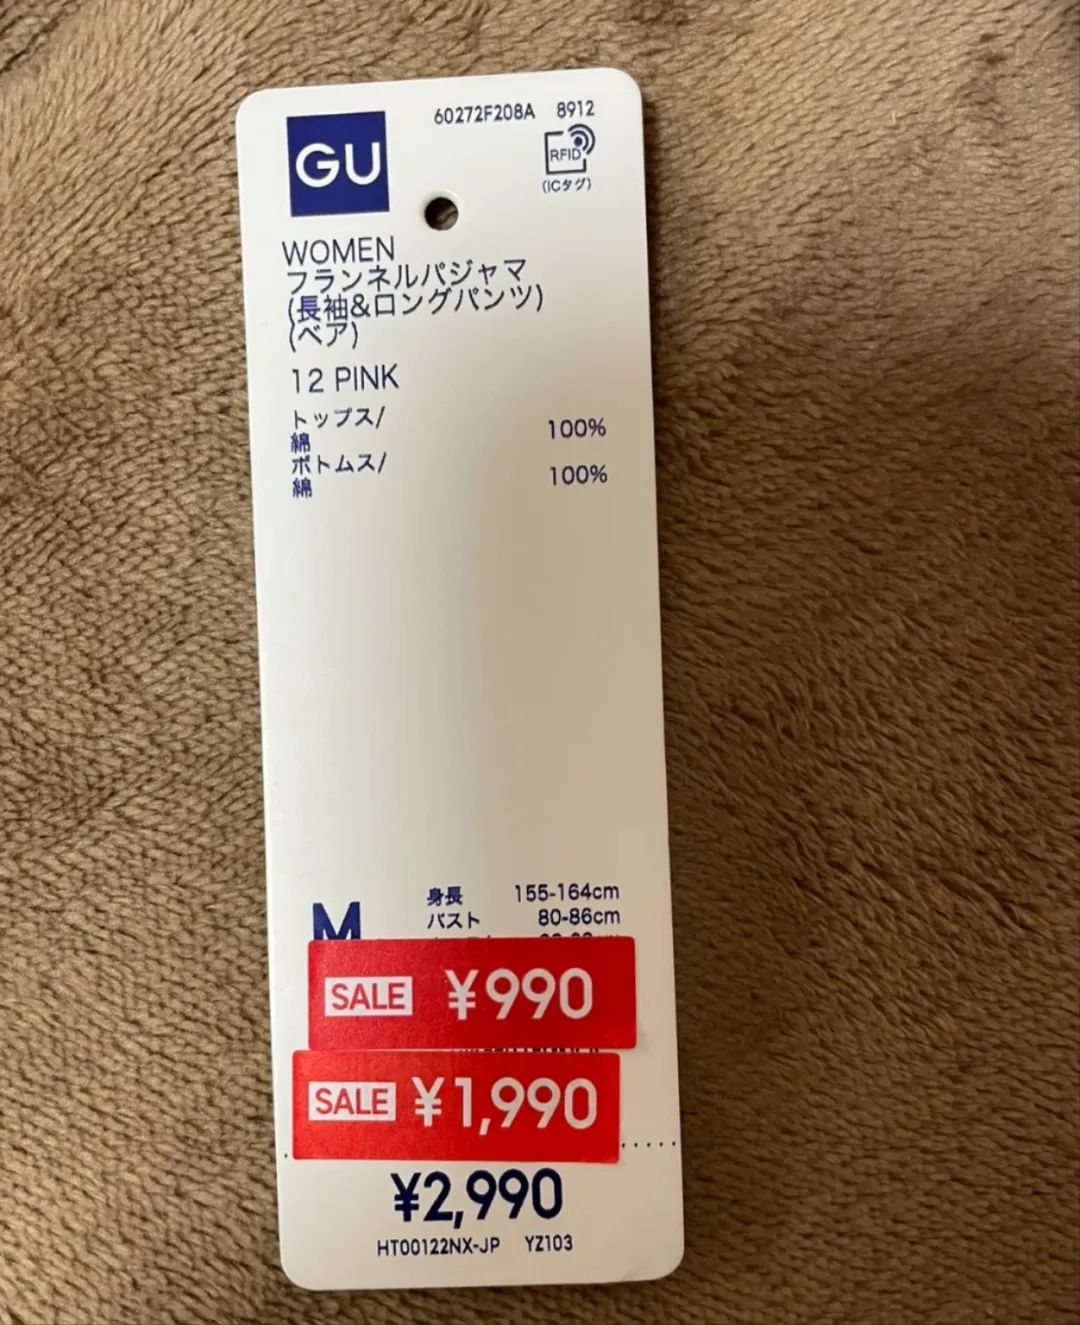 GU
60272F208A 8912
RFID
(ICタグ)
WOMEN
フランネルパジャマ
(長袖&ロングパンツ)
(ベア)
12 PINK
トップス/
綿 100%
ボトムス/
綿 100%
M
身長 155-164cm
バスト 80-86cm
SALE ¥990
SALE ¥1,990
¥2,990
HT00122NX-JP YZ103